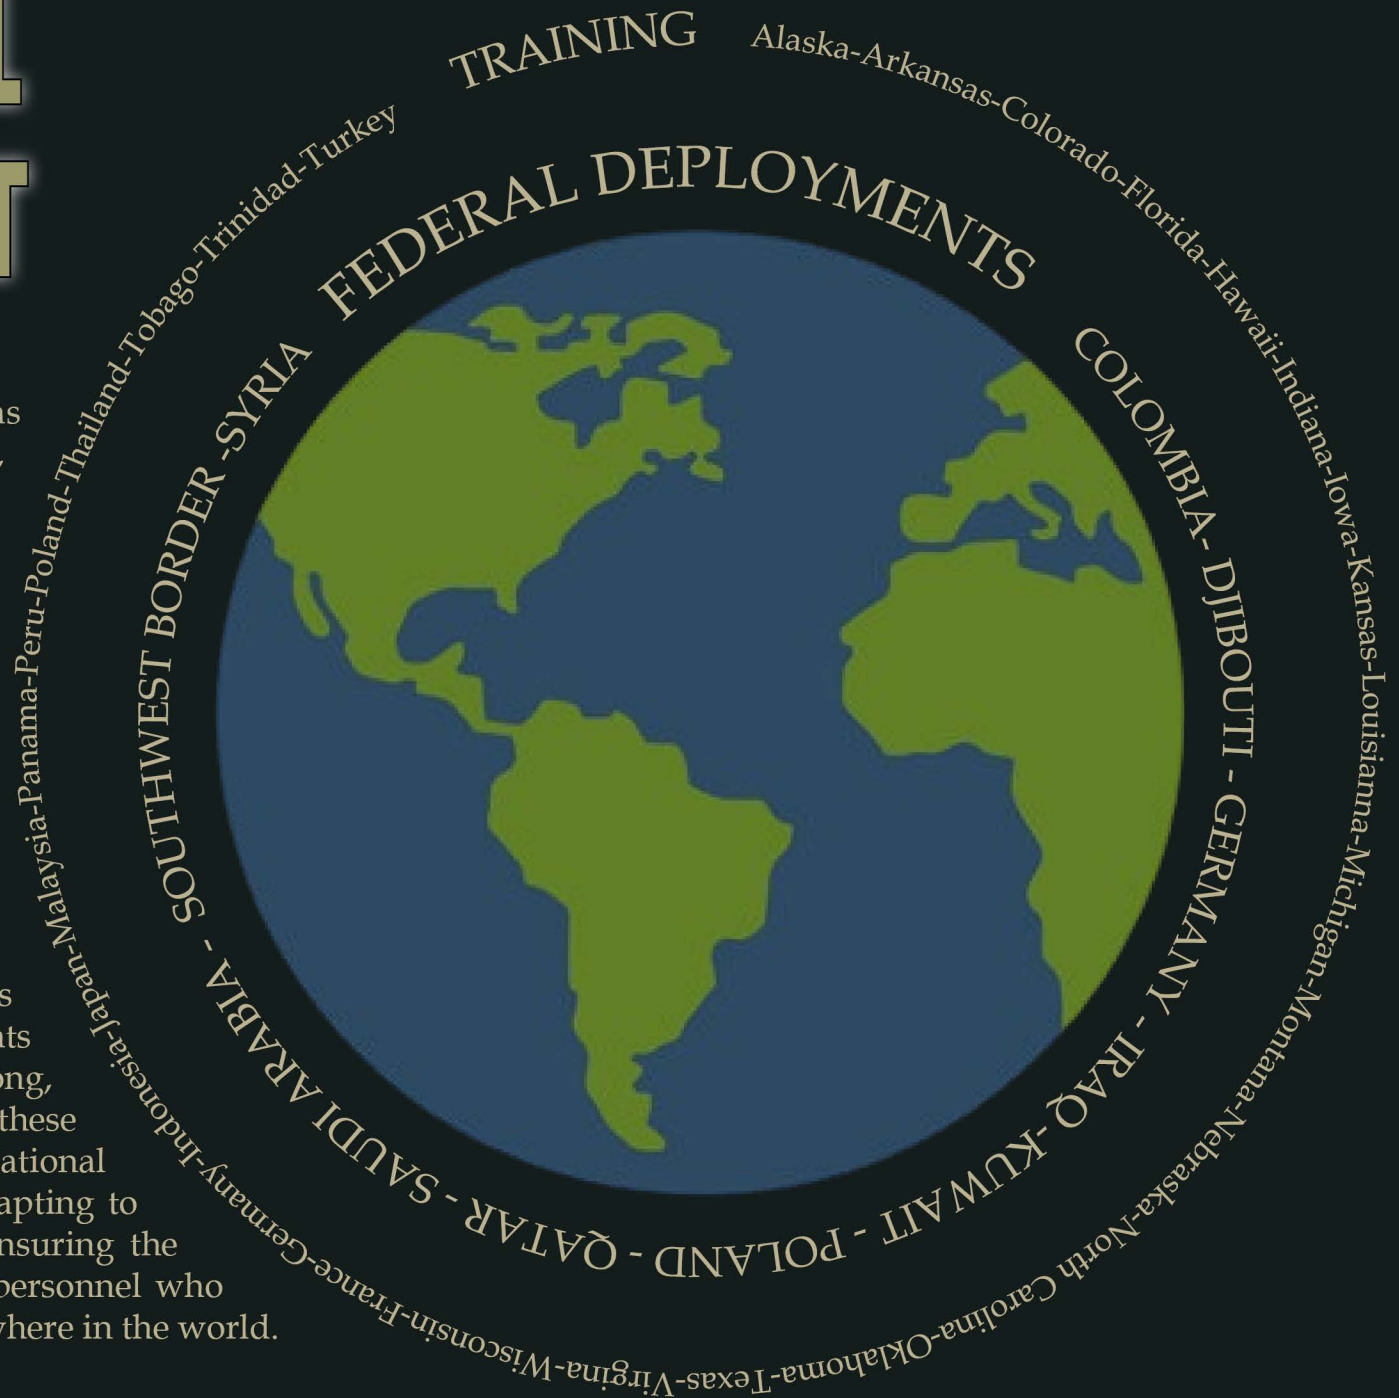 TRAINING
Alaska-Arkansas-Colorado-Florida-Hawaii-Indiana-Iowa-Kansas-Louisianna-Michigan-Montana-Nebraska-North Carolina-Oklahoma-Texas-Virgina-Wisconsin-France-Germany-Indonesia-Japan-Malaysia-Panama-Peru-Poland-Thailand-Tobago-Trinidad-Turkey
FEDERAL DEPLOYMENTS
COLOMBIA- DJIBOUTI - GERMANY - IRAQ -KUWAIT - POLAND - QATAR - SAUDI ARABIA - SOUTHWEST BORDER -SYRIA
these
ational
apting to
nsuring the
personnel who
where in the world.